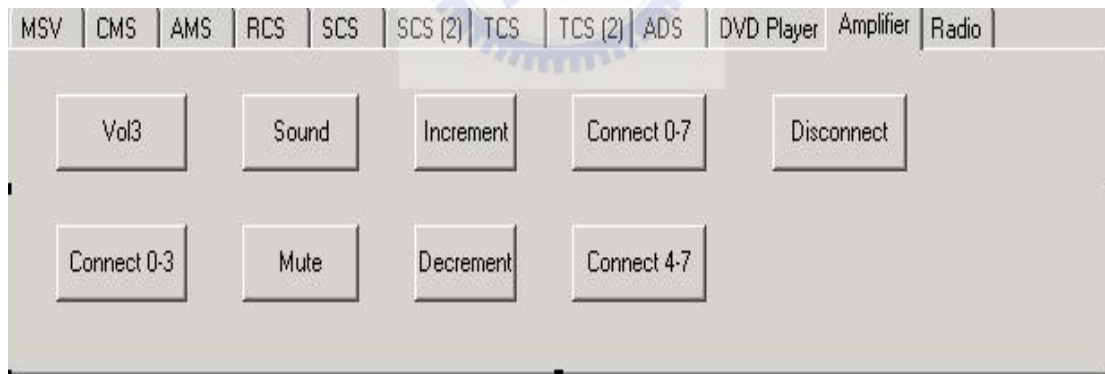 MSV CMS AMS RCS SCS SCS (2) TCS TCS (2) ADS DVD Player Amplifier Radio
Vol3 Sound Increment Connect 0-7 Disconnect
Connect 0-3 Mute Decrement Connect 4-7